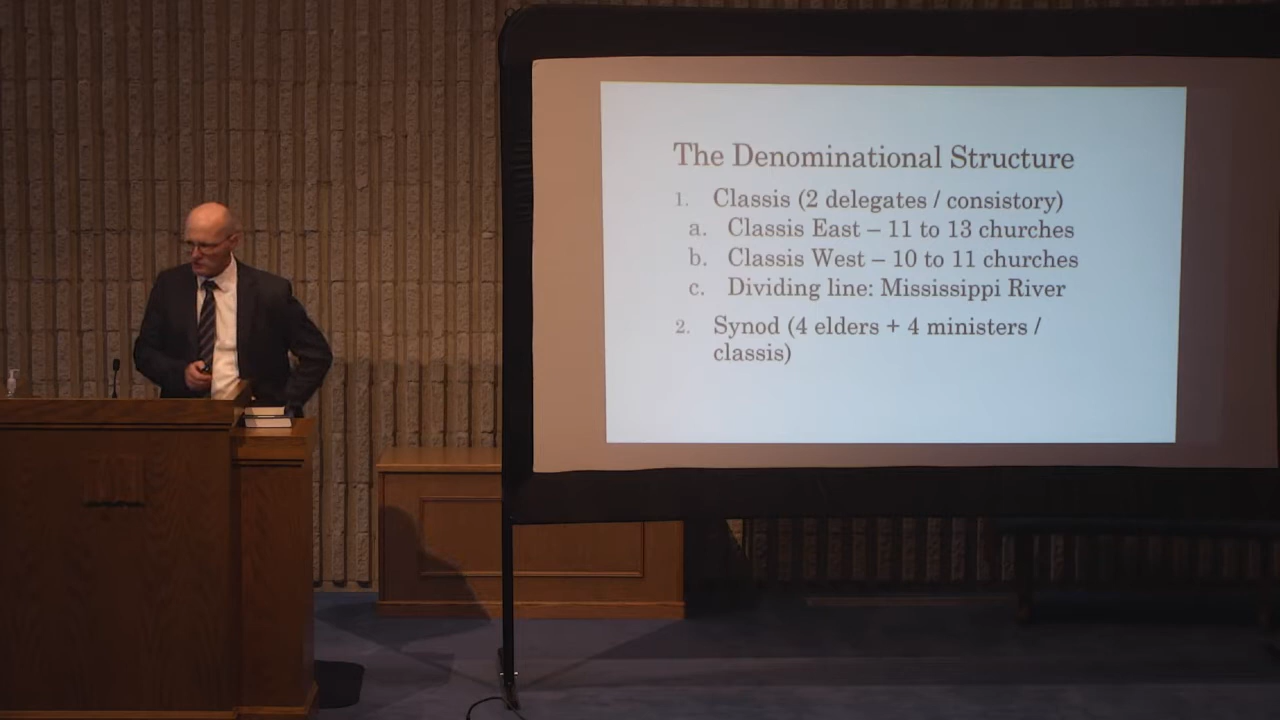 The Denominational Structure
1. Classis (2 delegates / consistory)
a. Classis East – 11 to 13 churches
b. Classis West – 10 to 11 churches
c. Dividing line: Mississippi River
2. Synod (4 elders + 4 ministers /
classis)